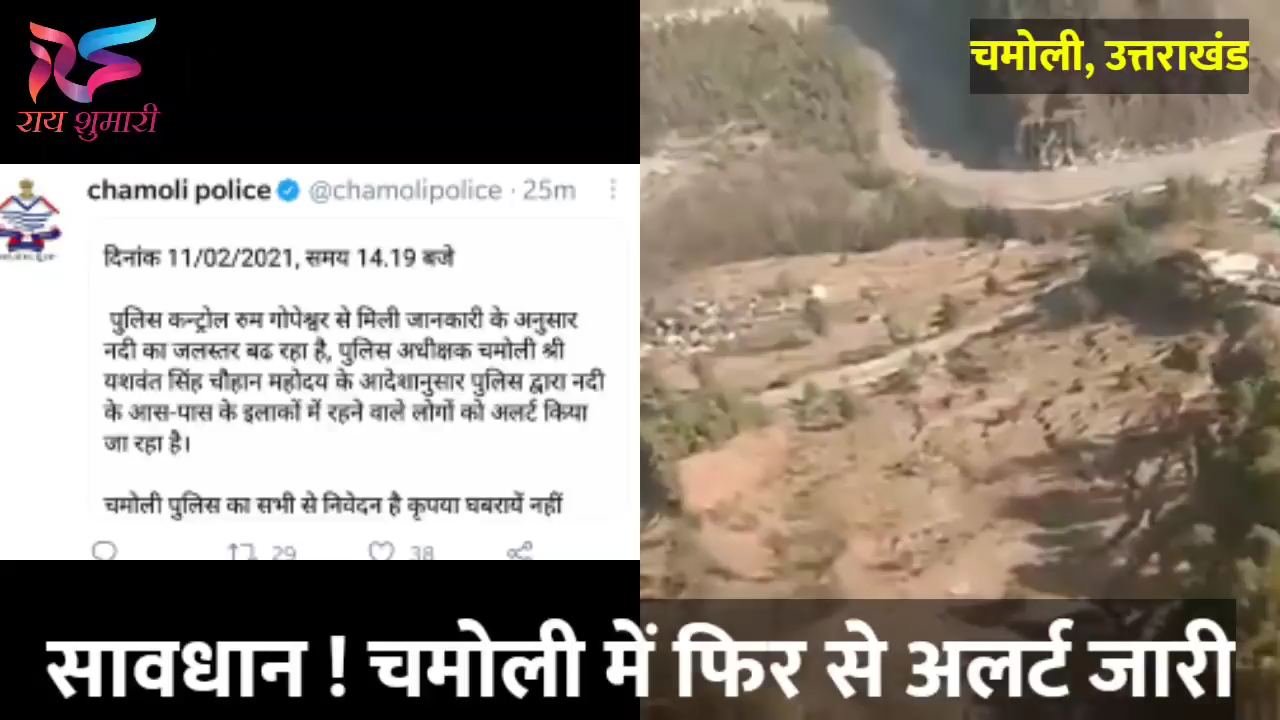 राय शुमारी
चमोली, उत्तराखंड
chamoli police @chamolipolice · 25m
दिनांक 11/02/2021, समय 14.19 बजे
पुलिस कन्ट्रोल रुम गोपेश्वर से मिली जानकारी के अनुसार
नदी का जलस्तर बढ रहा है, पुलिस अधीक्षक चमोली श्री
यशवंत सिंह चौहान महोदय के आदेशानुसार पुलिस द्वारा नदी
के आस-पास के इलाकों में रहने वाले लोगों को अलर्ट किया
जा रहा है।
चमोली पुलिस का सभी से निवेदन है कृपया घबरायें नहीं
29 38
सावधान ! चमोली में फिर से अलर्ट जारी